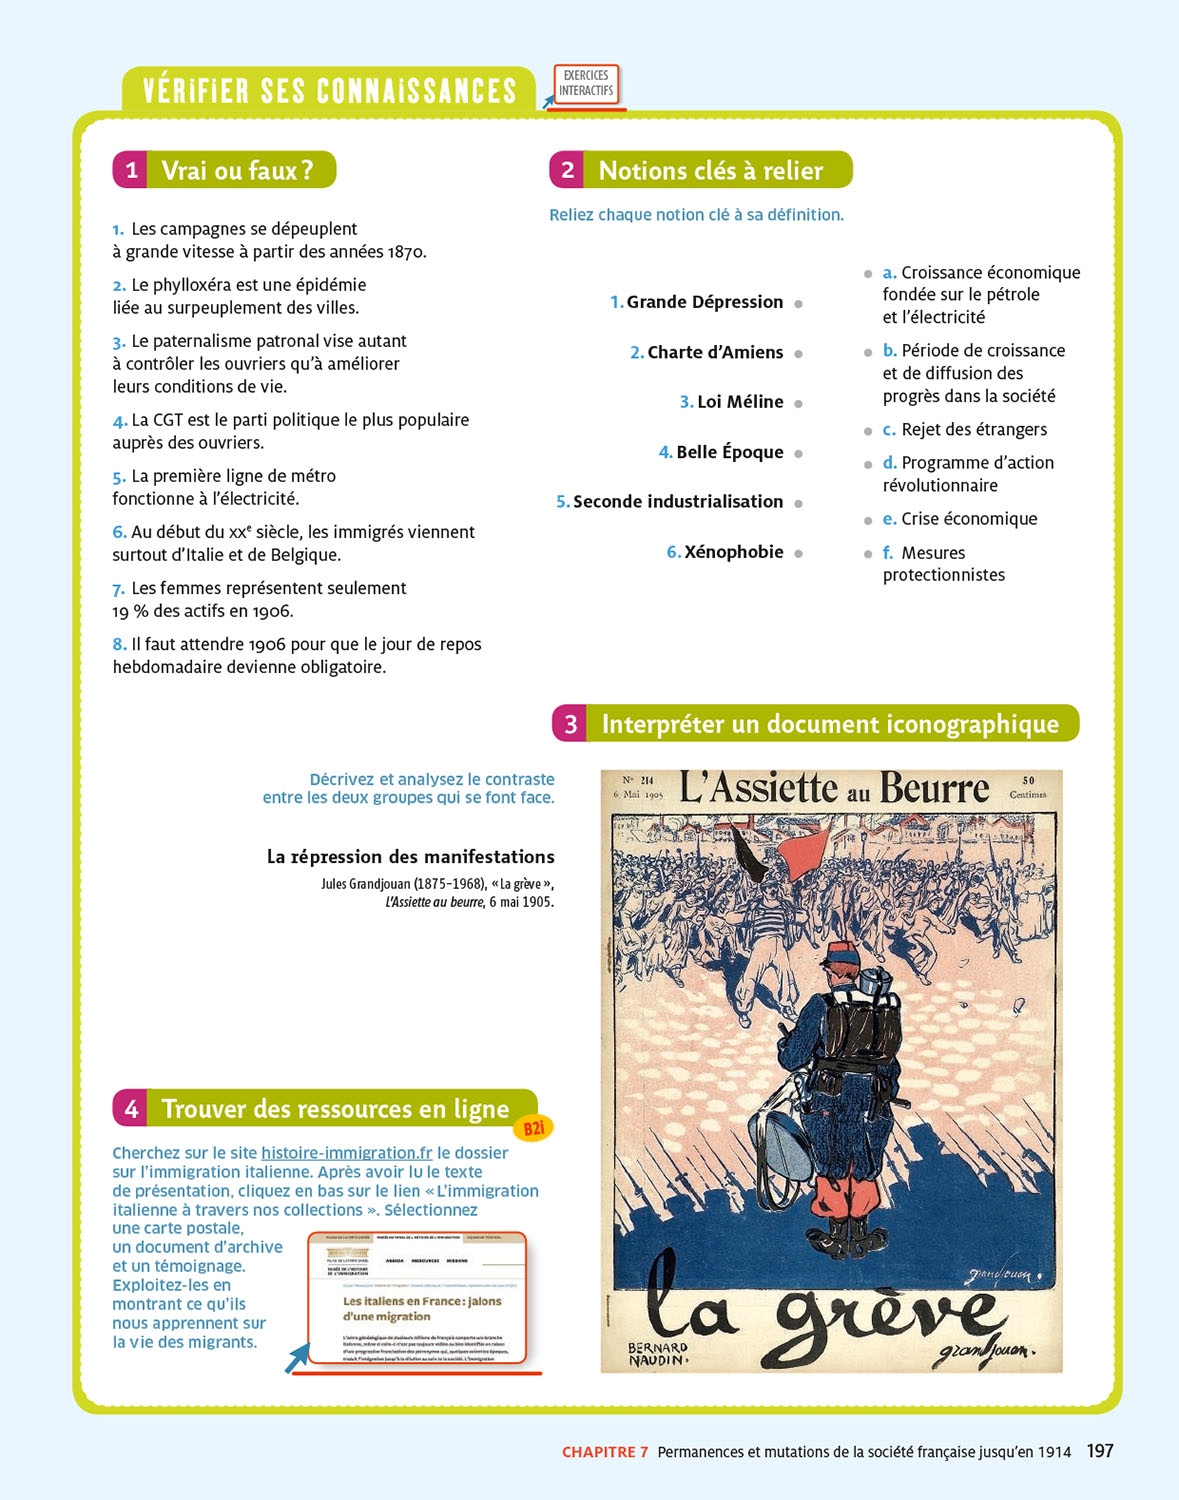 VÉRIFIER SES CONNAISSANCES
EXERCICES
INTERACTIFS
1 Vrai ou faux ?
1. Les campagnes se dépeuplent
à grande vitesse à partir des années 1870.
2. Le phylloxéra est une épidémie
liée au surpeuplement des villes.
3. Le paternalisme patronal vise autant
à contrôler les ouvriers qu’à améliorer
leurs conditions de vie.
4. La CGT est le parti politique le plus populaire
auprès des ouvriers.
5. La première ligne de métro
fonctionne à l’électricité.
6. Au début du XXe siècle, les immigrés viennent
surtout d’Italie et de Belgique.
7. Les femmes représentent seulement
19 % des actifs en 1906.
8. Il faut attendre 1906 pour que le jour de repos
hebdomadaire devienne obligatoire.
2 Notions clés à relier
Reliez chaque notion clé à sa définition.
1. Grande Dépression
2. Charte d’Amiens
3. Loi Méline
4. Belle Époque
5. Seconde industrialisation
6. Xénophobie
a. Croissance économique
fondée sur le pétrole
et l’électricité
b. Période de croissance
et de diffusion des
progrès dans la société
c. Rejet des étrangers
d. Programme d’action
révolutionnaire
e. Crise économique
f. Mesures
protectionnistes
3 Interpréter un document iconographique
Décrivez et analysez le contraste
entre les deux groupes qui se font face.
La répression des manifestations
Jules Grandjouan (1875-1968), « La grève »,
L’Assiette au beurre, 6 mai 1905.
N° 214
6 Mai 1905
L’Assiette au Beurre
50
Centimes
grandjouan.
la grève
BERNARD
NAUDIN.
grandjouan.
4 Trouver des ressources en ligne
B2i
Cherchez sur le site histoire-immigration.fr le dossier
sur l’immigration italienne. Après avoir lu le texte
de présentation, cliquez en bas sur le lien « L’immigration
italienne à travers nos collections ». Sélectionnez
une carte postale,
un document d’archive
et un témoignage.
Exploitez-les en
montrant ce qu’ils
nous apprennent sur
la vie des migrants.
MUSÉE DE L’HISTOIRE
DE L’IMMIGRATION
AGENDA RESSOURCES MISSIONS
Les italiens en France : jalons
d’une migration
CHAPITRE 7 Permanences et mutations de la société française jusqu’en 1914 197